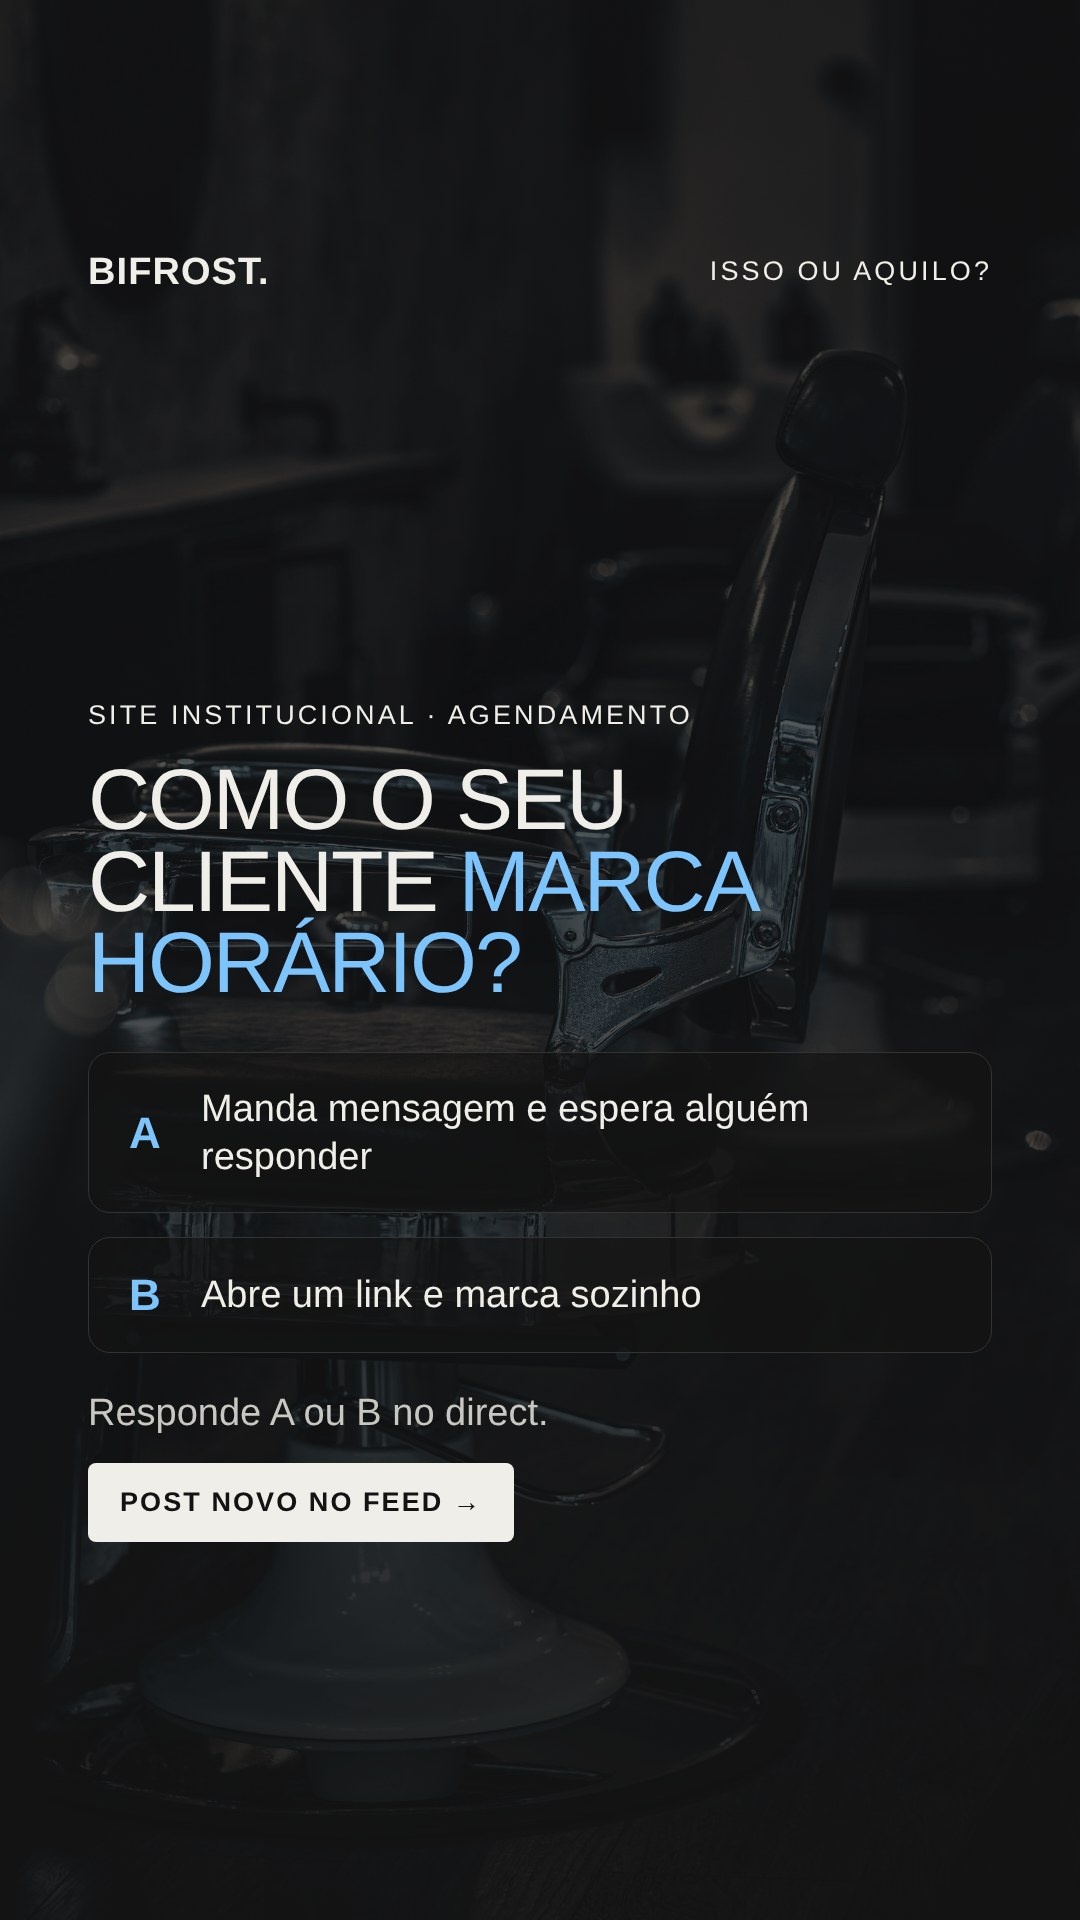 BIFROST.
ISSO OU AQUILO?
SITE INSTITUCIONAL · AGENDAMENTO
COMO O SEU
CLIENTE MARCA
HORÁRIO?
A
Manda mensagem e espera alguém
responder
B
Abre um link e marca sozinho
Responde A ou B no direct.
POST NOVO NO FEED →